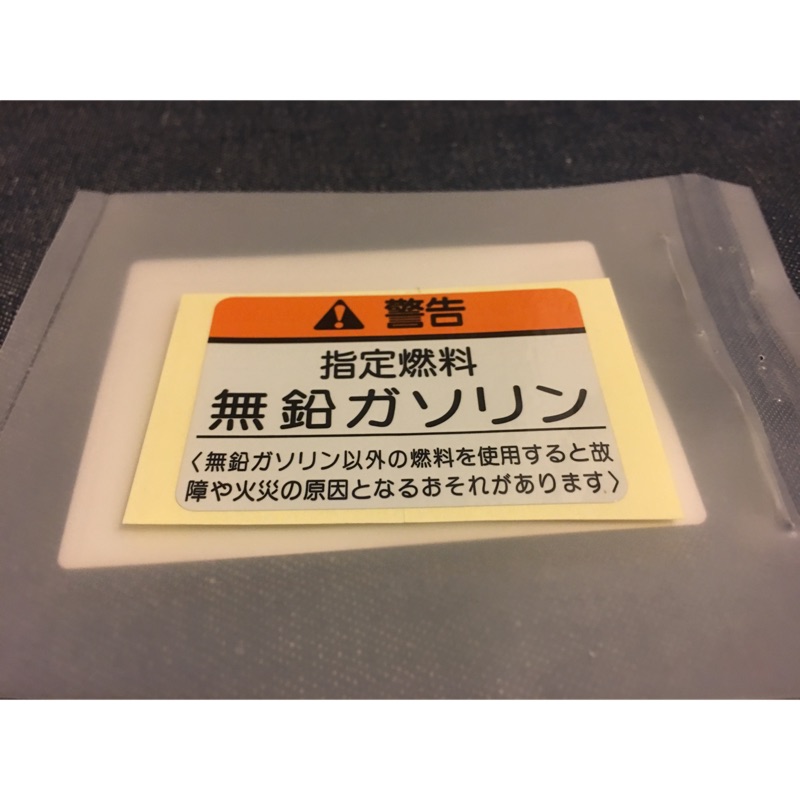 警告
指定燃料
無鉛ガソリン
〈無鉛ガソリン以外の燃料を使用すると故
障や火災の原因となるおそれがあります〉